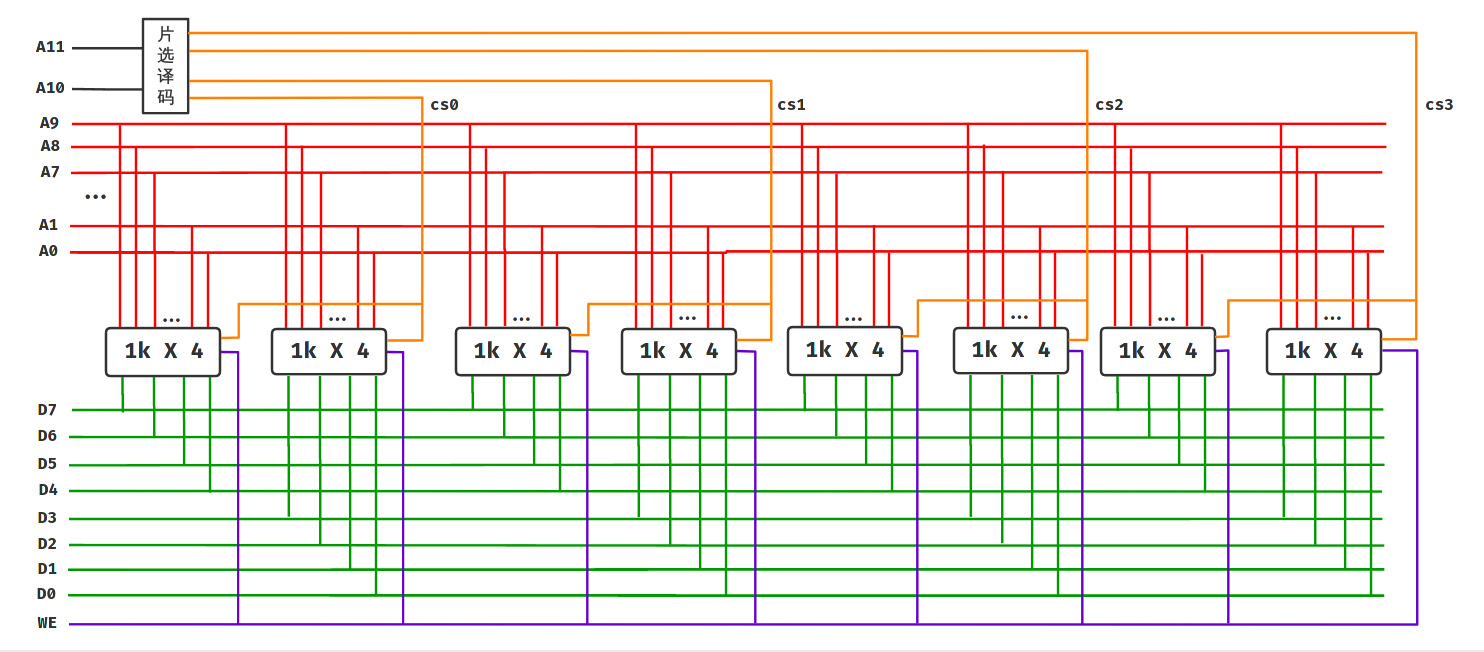 片
选
译
码
A11
A10
cs0 cs1 cs2 cs3
A9
A8
A7
...
A1
A0
... ... ... ... ... ... ... ...
1k X 4 1k X 4 1k X 4 1k X 4 1k X 4 1k X 4 1k X 4 1k X 4
D7
D6
D5
D4
D3
D2
D1
D0
WE